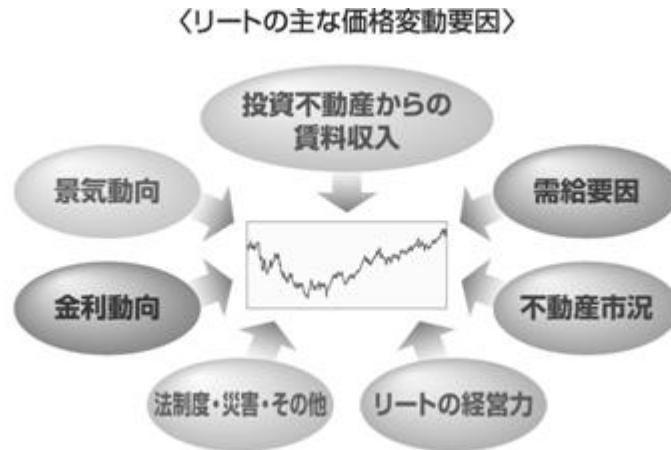 〈リートの主な価格変動要因〉
投資不動産からの
賃料収入
景気動向
需給要因
金利動向
不動産市況
法制度・災害・その他
リートの経営力